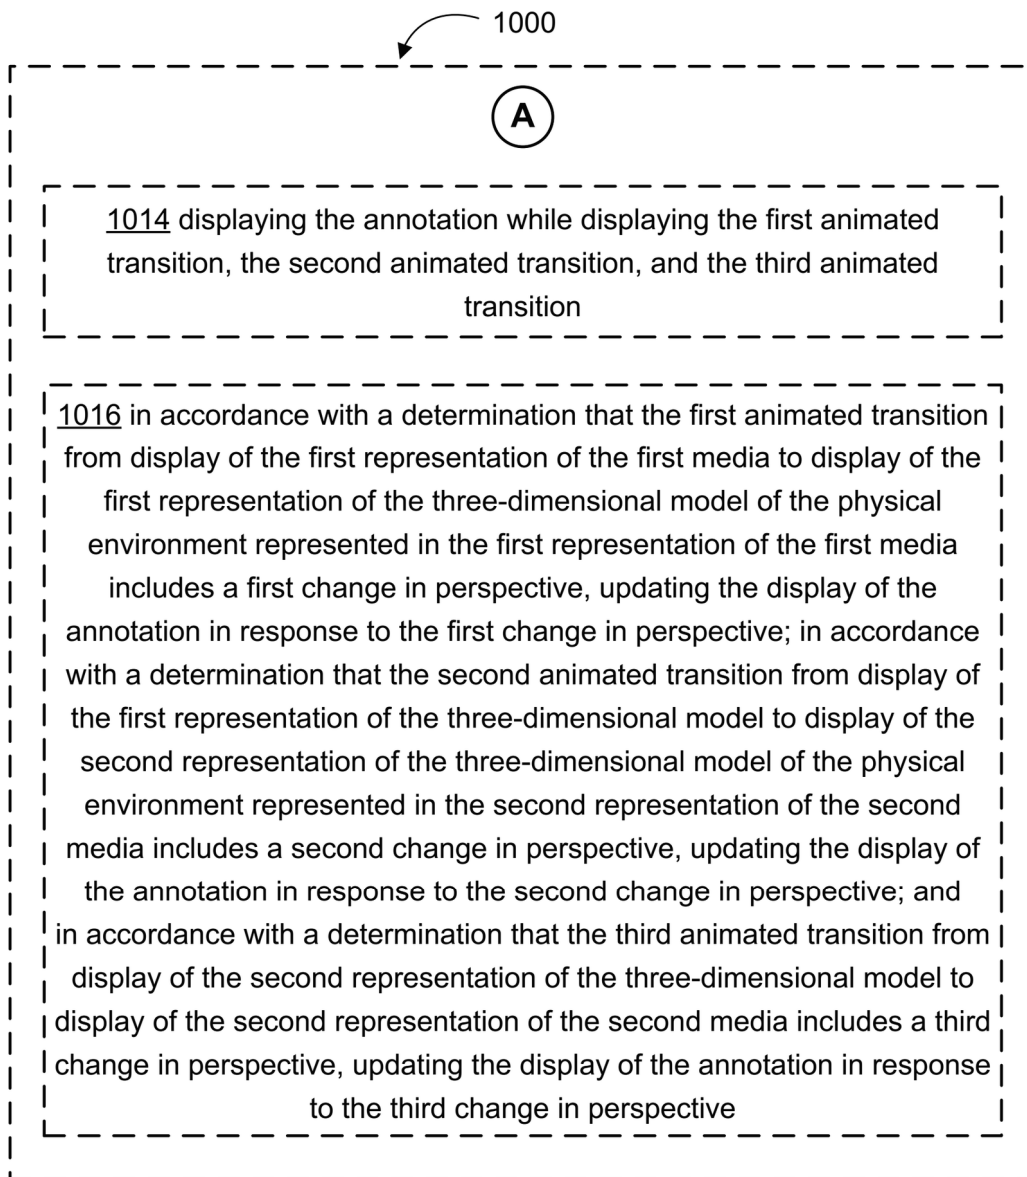 1000
A
1014 displaying the annotation while displaying the first animated
transition, the second animated transition, and the third animated
transition
1016 in accordance with a determination that the first animated transition
from display of the first representation of the first media to display of the
first representation of the three-dimensional model of the physical
environment represented in the first representation of the first media
includes a first change in perspective, updating the display of the
annotation in response to the first change in perspective; in accordance
with a determination that the second animated transition from display of
the first representation of the three-dimensional model to display of the
second representation of the three-dimensional model of the physical
environment represented in the second representation of the second
media includes a second change in perspective, updating the display of
the annotation in response to the second change in perspective; and
in accordance with a determination that the third animated transition from
display of the second representation of the three-dimensional model to
display of the second representation of the second media includes a third
change in perspective, updating the display of the annotation in response
to the third change in perspective